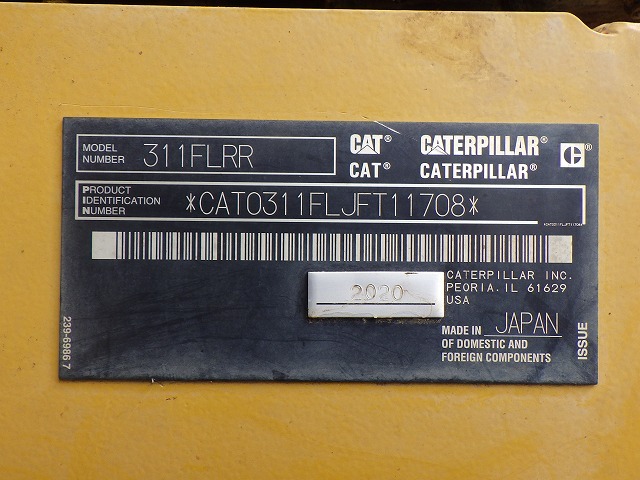 MODEL NUMBER 311FLRR
CAT® CATERPILLAR®
CAT® CATERPILLAR®
C®
PRODUCT IDENTIFICATION NUMBER *CAT0311FLJFT11708*
*CAT0311FLJFT11708*
CATERPILLAR INC.
PEORIA. IL 61629
USA
2020
MADE IN JAPAN
OF DOMESTIC AND
FOREIGN COMPONENTS
ISSUE
239-6986 7